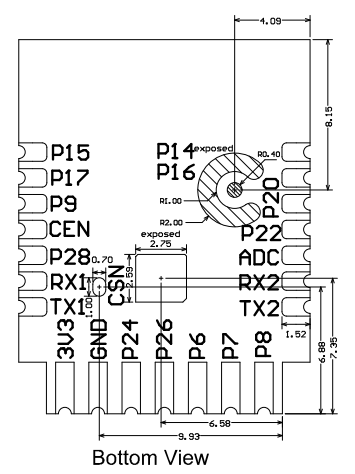 4.09
8.15
P15
P14
exposed
R0.40
P17
P16
P9
R1.00
P20
CEN
R2.00
P22
exposed
P28
2.75
ADC
0.70
RX1
CSN
2.59
RX2
TX1
1.00
TX2
1.52
3V3
GND
P24
P26
P6
P7
P8
6.88
7.35
6.58
9.93
Bottom View